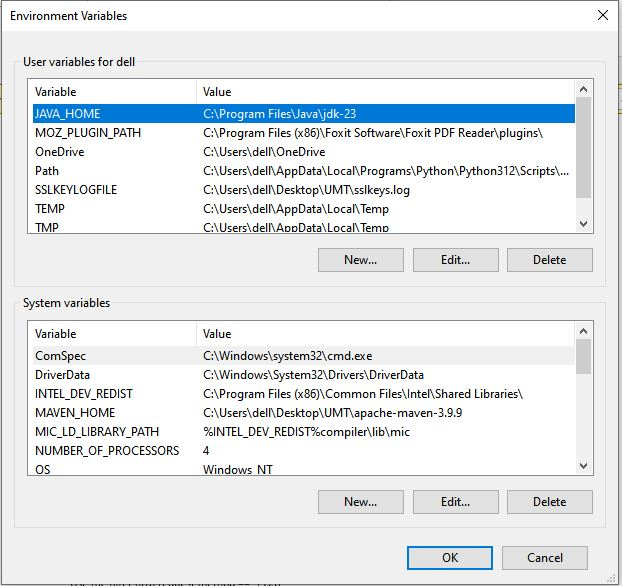 Environment Variables
User variables for dell
Variable Value
JAVA_HOME C:\Program Files\Java\jdk-23
MOZ_PLUGIN_PATH C:\Program Files (x86)\Foxit Software\Foxit PDF Reader\plugins\
OneDrive C:\Users\dell\OneDrive
Path C:\Users\dell\AppData\Local\Programs\Python\Python312\Scripts\...
SSLKEYLOGFILE C:\Users\dell\Desktop\UMT\sslkeys.log
TEMP C:\Users\dell\AppData\Local\Temp
TMP C:\Users\dell\AppData\Local\Temp
New... Edit... Delete
System variables
Variable Value
ComSpec C:\Windows\system32\cmd.exe
DriverData C:\Windows\System32\Drivers\DriverData
INTEL_DEV_REDIST C:\Program Files (x86)\Common Files\Intel\Shared Libraries\
MAVEN_HOME C:\Users\dell\Desktop\UMT\apache-maven-3.9.9
MIC_LD_LIBRARY_PATH %INTEL_DEV_REDIST%compiler\lib\mic
NUMBER_OF_PROCESSORS 4
OS Windows_NT
New... Edit... Delete
OK Cancel